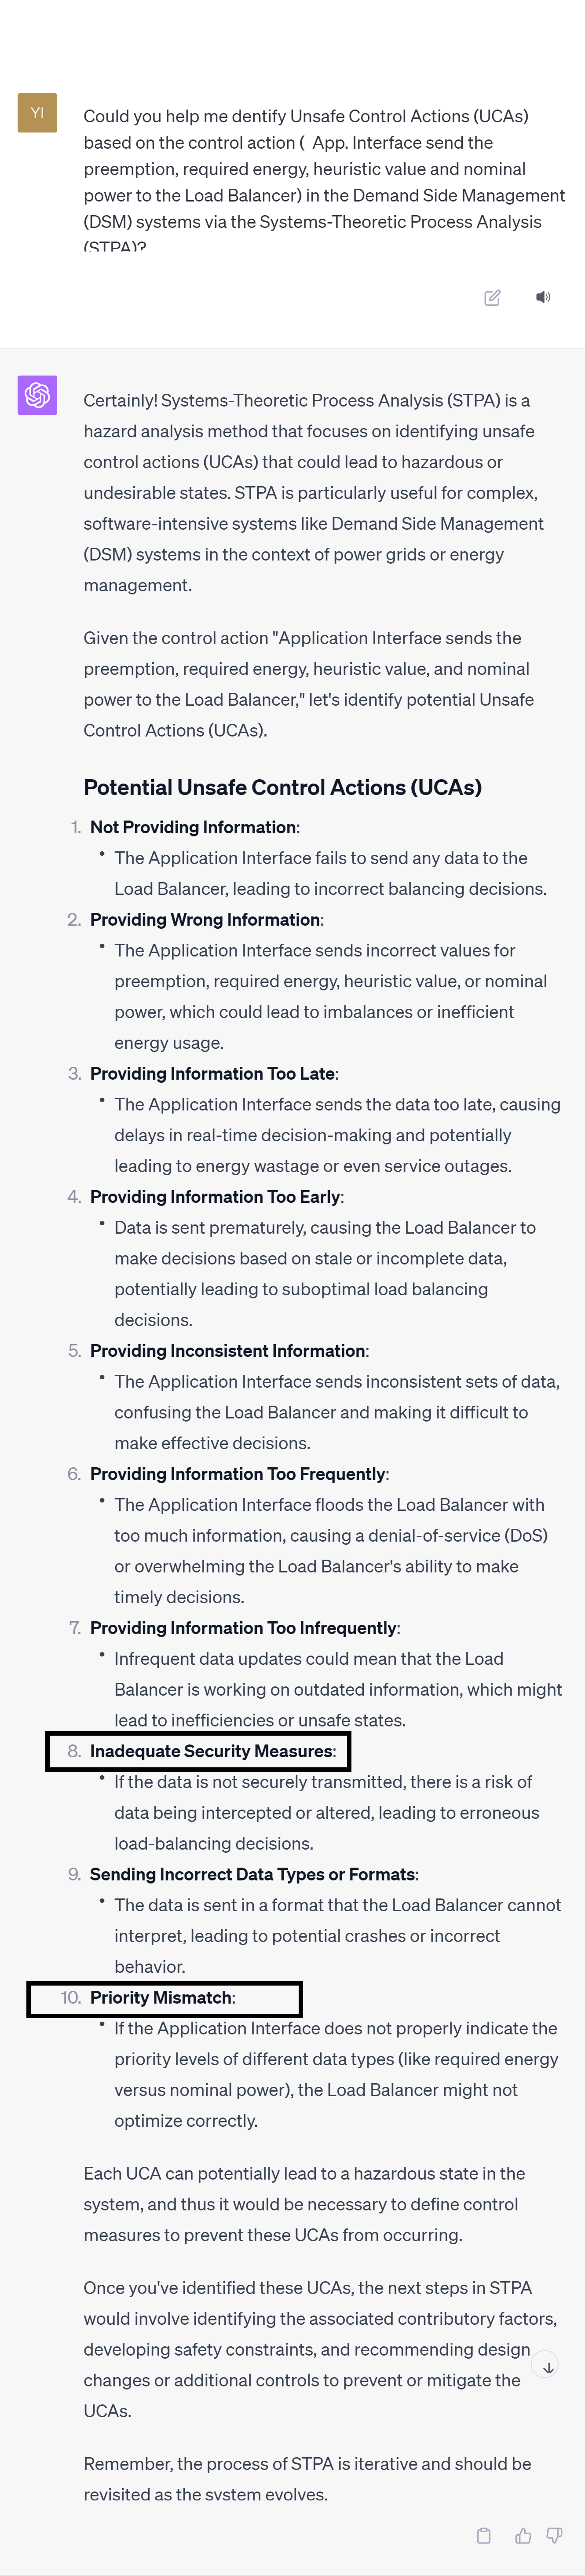 YI
Could you help me dentify Unsafe Control Actions (UCAs)
based on the control action (  App. Interface send the
preemption, required energy, heuristic value and nominal
power to the Load Balancer) in the Demand Side Management
(DSM) systems via the Systems-Theoretic Process Analysis
(STPA)?
Certainly! Systems-Theoretic Process Analysis (STPA) is a
hazard analysis method that focuses on identifying unsafe
control actions (UCAs) that could lead to hazardous or
undesirable states. STPA is particularly useful for complex,
software-intensive systems like Demand Side Management
(DSM) systems in the context of power grids or energy
management.
Given the control action "Application Interface sends the
preemption, required energy, heuristic value, and nominal
power to the Load Balancer," let's identify potential Unsafe
Control Actions (UCAs).
Potential Unsafe Control Actions (UCAs)
1. Not Providing Information:
• The Application Interface fails to send any data to the
Load Balancer, leading to incorrect balancing decisions.
2. Providing Wrong Information:
• The Application Interface sends incorrect values for
preemption, required energy, heuristic value, or nominal
power, which could lead to imbalances or inefficient
energy usage.
3. Providing Information Too Late:
• The Application Interface sends the data too late, causing
delays in real-time decision-making and potentially
leading to energy wastage or even service outages.
4. Providing Information Too Early:
• Data is sent prematurely, causing the Load Balancer to
make decisions based on stale or incomplete data,
potentially leading to suboptimal load balancing
decisions.
5. Providing Inconsistent Information:
• The Application Interface sends inconsistent sets of data,
confusing the Load Balancer and making it difficult to
make effective decisions.
6. Providing Information Too Frequently:
• The Application Interface floods the Load Balancer with
too much information, causing a denial-of-service (DoS)
or overwhelming the Load Balancer's ability to make
timely decisions.
7. Providing Information Too Infrequently:
• Infrequent data updates could mean that the Load
Balancer is working on outdated information, which might
lead to inefficiencies or unsafe states.
8. Inadequate Security Measures:
• If the data is not securely transmitted, there is a risk of
data being intercepted or altered, leading to erroneous
load-balancing decisions.
9. Sending Incorrect Data Types or Formats:
• The data is sent in a format that the Load Balancer cannot
interpret, leading to potential crashes or incorrect
behavior.
10. Priority Mismatch:
• If the Application Interface does not properly indicate the
priority levels of different data types (like required energy
versus nominal power), the Load Balancer might not
optimize correctly.
Each UCA can potentially lead to a hazardous state in the
system, and thus it would be necessary to define control
measures to prevent these UCAs from occurring.
Once you've identified these UCAs, the next steps in STPA
would involve identifying the associated contributory factors,
developing safety constraints, and recommending design
changes or additional controls to prevent or mitigate the
UCAs.
Remember, the process of STPA is iterative and should be
revisited as the system evolves.